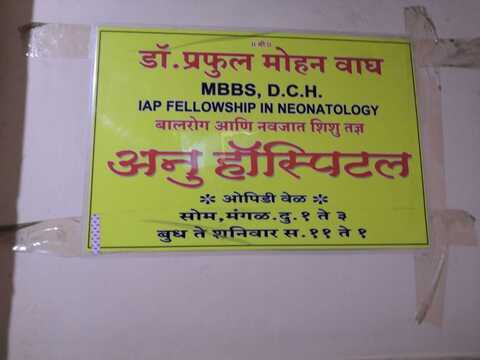 ॥ श्री ॥
डॉ. प्रफुल मोहन वाघ
MBBS, D.C.H.
IAP FELLOWSHIP IN NEONATOLOGY
बालरोग आणि नवजात शिशु तज्ञ
अनु हॉस्पिटल
ओपिडी वेळ
सोम,मंगळ.दु.१ ते ३
बुध ते शनिवार स.११ ते १